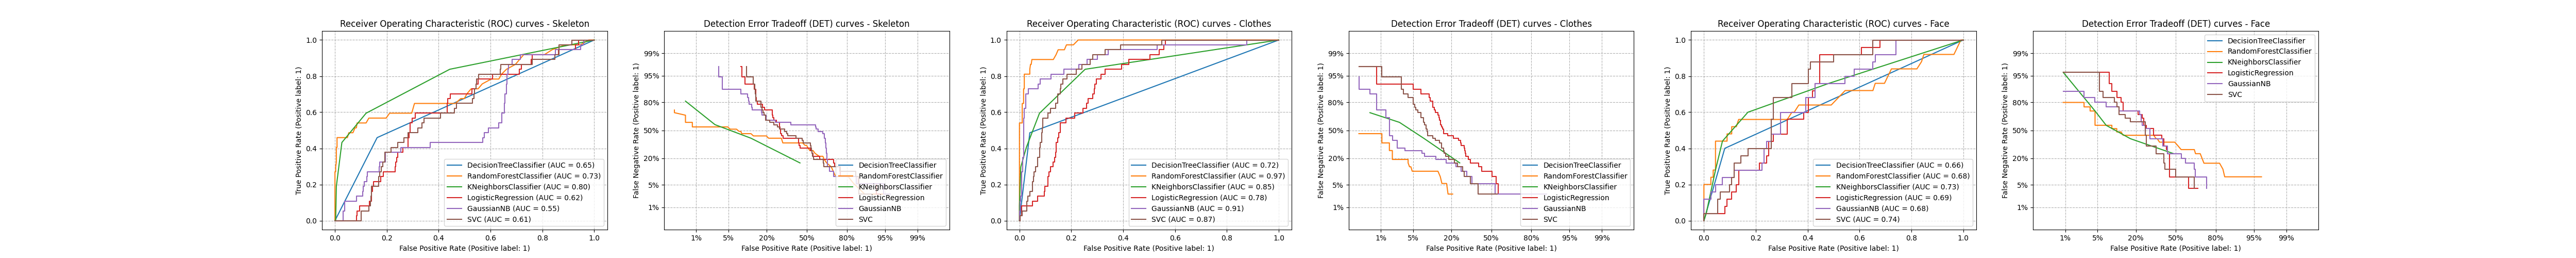 Receiver Operating Characteristic (ROC) curves - Skeleton
True Positive Rate (Positive label: 1)
1.0
0.8
0.6
0.4
0.2
0.0
DecisionTreeClassifier (AUC = 0.65)
RandomForestClassifier (AUC = 0.73)
KNeighborsClassifier (AUC = 0.80)
LogisticRegression (AUC = 0.62)
GaussianNB (AUC = 0.55)
SVC (AUC = 0.61)
0.0 0.2 0.4 0.6 0.8 1.0
False Positive Rate (Positive label: 1)
Detection Error Tradeoff (DET) curves - Skeleton
False Negative Rate (Positive label: 1)
99%
95%
80%
50%
20%
5%
1%
DecisionTreeClassifier
RandomForestClassifier
KNeighborsClassifier
LogisticRegression
GaussianNB
SVC
1% 5% 20% 50% 80% 95% 99%
False Positive Rate (Positive label: 1)
Receiver Operating Characteristic (ROC) curves - Clothes
True Positive Rate (Positive label: 1)
1.0
0.8
0.6
0.4
0.2
0.0
DecisionTreeClassifier (AUC = 0.72)
RandomForestClassifier (AUC = 0.97)
KNeighborsClassifier (AUC = 0.85)
LogisticRegression (AUC = 0.78)
GaussianNB (AUC = 0.91)
SVC (AUC = 0.87)
0.0 0.2 0.4 0.6 0.8 1.0
False Positive Rate (Positive label: 1)
Detection Error Tradeoff (DET) curves - Clothes
False Negative Rate (Positive label: 1)
99%
95%
80%
50%
20%
5%
1%
DecisionTreeClassifier
RandomForestClassifier
KNeighborsClassifier
LogisticRegression
GaussianNB
SVC
1% 5% 20% 50% 80% 95% 99%
False Positive Rate (Positive label: 1)
Receiver Operating Characteristic (ROC) curves - Face
True Positive Rate (Positive label: 1)
1.0
0.8
0.6
0.4
0.2
0.0
DecisionTreeClassifier (AUC = 0.66)
RandomForestClassifier (AUC = 0.68)
KNeighborsClassifier (AUC = 0.73)
LogisticRegression (AUC = 0.69)
GaussianNB (AUC = 0.68)
SVC (AUC = 0.74)
0.0 0.2 0.4 0.6 0.8 1.0
False Positive Rate (Positive label: 1)
Detection Error Tradeoff (DET) curves - Face
False Negative Rate (Positive label: 1)
99%
95%
80%
50%
20%
5%
1%
DecisionTreeClassifier
RandomForestClassifier
KNeighborsClassifier
LogisticRegression
GaussianNB
SVC
1% 5% 20% 50% 80% 95% 99%
False Positive Rate (Positive label: 1)